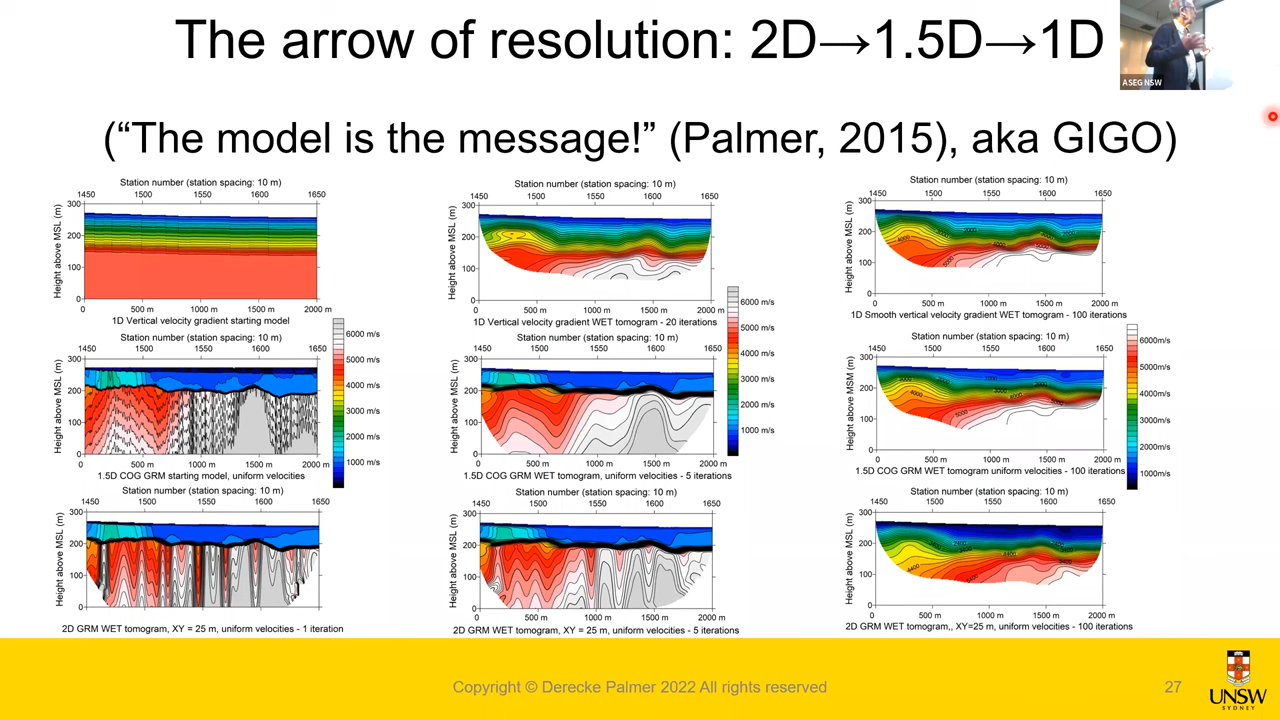 The arrow of resolution: 2D→1.5D→1D
ASEG NSW
(“The model is the message!” (Palmer, 2015), aka GIGO)
Station number (station spacing: 10 m)
1450 1500 1550 1600 1650
Height above MSL (m)
300
200
100
0
0 500 m 1000 m 1500 m 2000 m
1D Vertical velocity gradient starting model
Station number (station spacing: 10 m)
1450 1500 1550 1600 1650
Height above MSL (m)
300
200
100
0
0 500 m 1000 m 1500 m 2000 m
1D Vertical velocity gradient WET tomogram - 20 iterations
Station number (station spacing: 10 m)
1450 1500 1550 1600 1650
Height above MSL (m)
300
200
100
0
0 500 m 1000 m 1500 m 2000 m
1D Smooth vertical velocity gradient WET tomogram - 100 iterations
Station number (station spacing: 10 m)
1450 1500 1550 1600 1650
Height above MSL (m)
300
200
100
0
0 500 m 1000 m 1500 m 2000 m
1.5D COG GRM starting model, uniform velocities
6000 m/s
5000 m/s
4000 m/s
3000 m/s
2000 m/s
1000 m/s
Station number (station spacing: 10 m)
1450 1500 1550 1600 1650
Height above MSL (m)
300
200
100
0
0 500 m 1000 m 1500 m 2000 m
1.5D COG GRM WET tomogram, uniform velocities - 5 iterations
6000 m/s
5000 m/s
4000 m/s
3000 m/s
2000 m/s
1000 m/s
Station number (station spacing: 10 m)
1450 1500 1550 1600 1650
Height above MSM (m)
300
200
100
0
0 500 m 1000 m 1500 m 2000 m
1.5D COG GRM WET tomogram uniform velocities - 100 iterations
6000m/s
5000m/s
4000m/s
3000m/s
2000m/s
1000m/s
Station number (station spacing: 10 m)
1450 1500 1550 1600 1650
Height above MSL (m)
300
200
100
0
0 500 m 1000 m 1500 m 2000 m
2D GRM WET tomogram, XY = 25 m, uniform velocities - 1 iteration
Station number (station spacing: 10 m)
1450 1500 1550 1600 1650
Height above MSL (m)
300
200
100
0
0 500 m 1000 m 1500 m 2000 m
2D GRM WET tomogram, XY = 25 m, uniform velocities - 5 iterations
Station number (station spacing: 10 m)
1450 1500 1550 1600 1650
Height above MSL (m)
300
200
100
0
0 500 m 1000 m 1500 m 2000 m
2D GRM WET tomogram,, XY=25 m, uniform velocities - 100 iterations
Copyright © Derecke Palmer 2022 All rights reserved
27
UNSW
SYDNEY